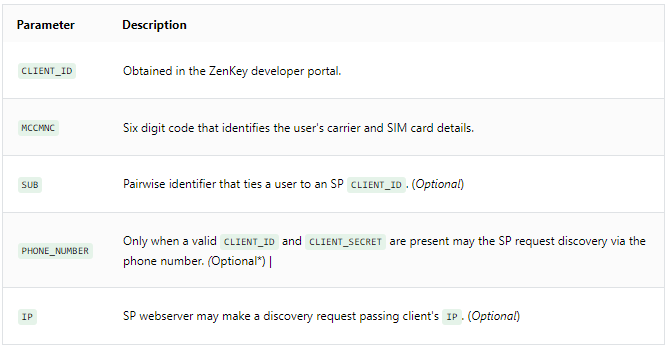 Parameter Description
CLIENT_ID Obtained in the ZenKey developer portal.
MCCMNC Six digit code that identifies the user's carrier and SIM card details.
SUB Pairwise identifier that ties a user to an SP CLIENT_ID . (Optional)
Only when a valid CLIENT_ID and CLIENT_SECRET are present may the SP request discovery via the
PHONE_NUMBER
phone number. (Optional*) |
IP SP webserver may make a discovery request passing client's IP . (Optional)